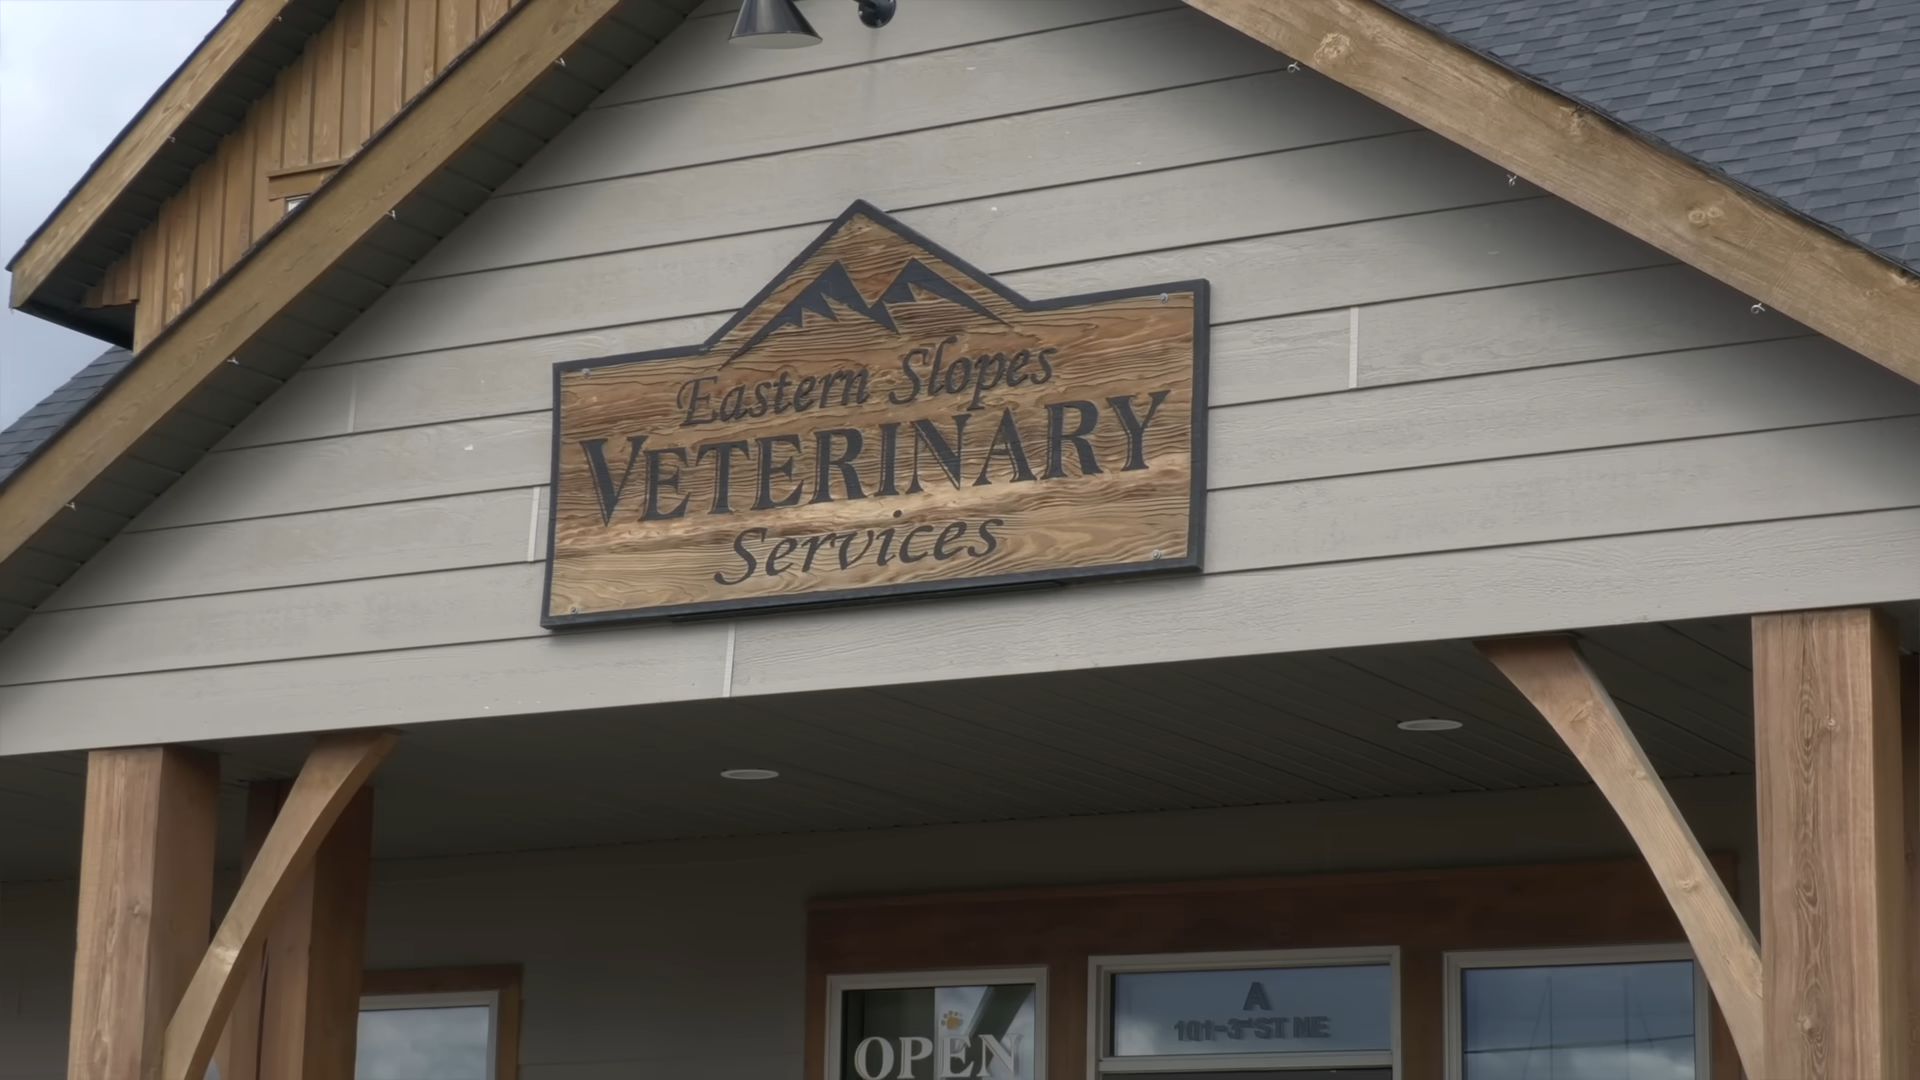 Eastern Slopes
VETERINARY
Services
OPEN
A
101-3rd ST NE